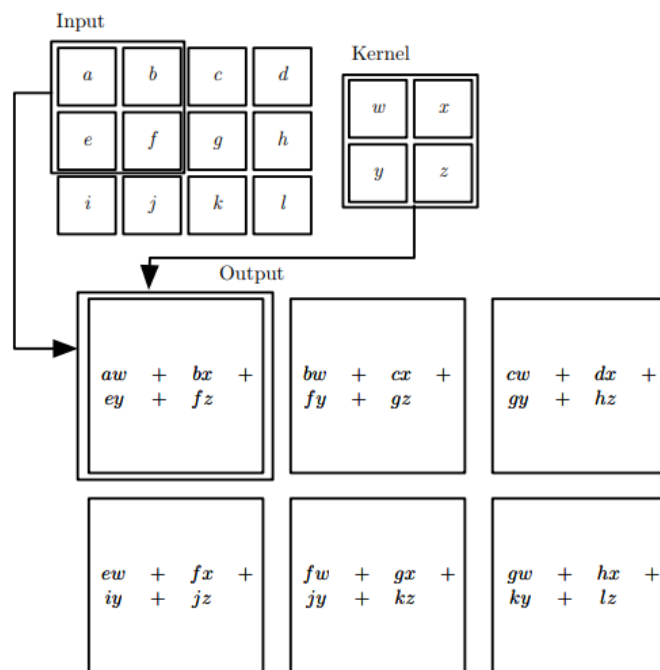 Input
a b c d
e f g h
i j k l
Kernel
w x
y z
Output
aw + bx +
ey + fz
bw + cx +
fy + gz
cw + dx +
gy + hz
ew + fx +
iy + jz
fw + gx +
jy + kz
gw + hx +
ky + lz